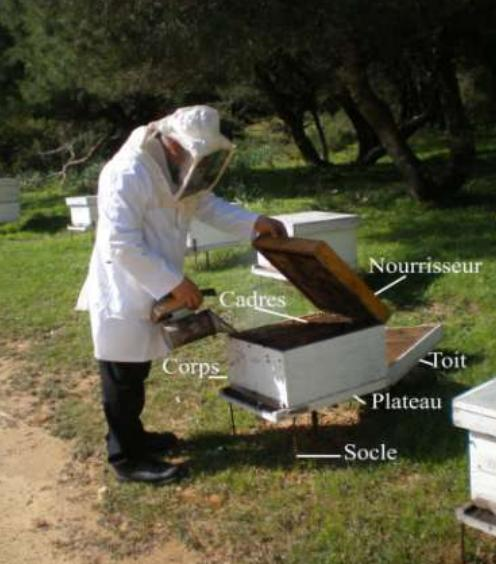 Nourrisseur
Cadres
Toit
Corps
Plateau
Socle